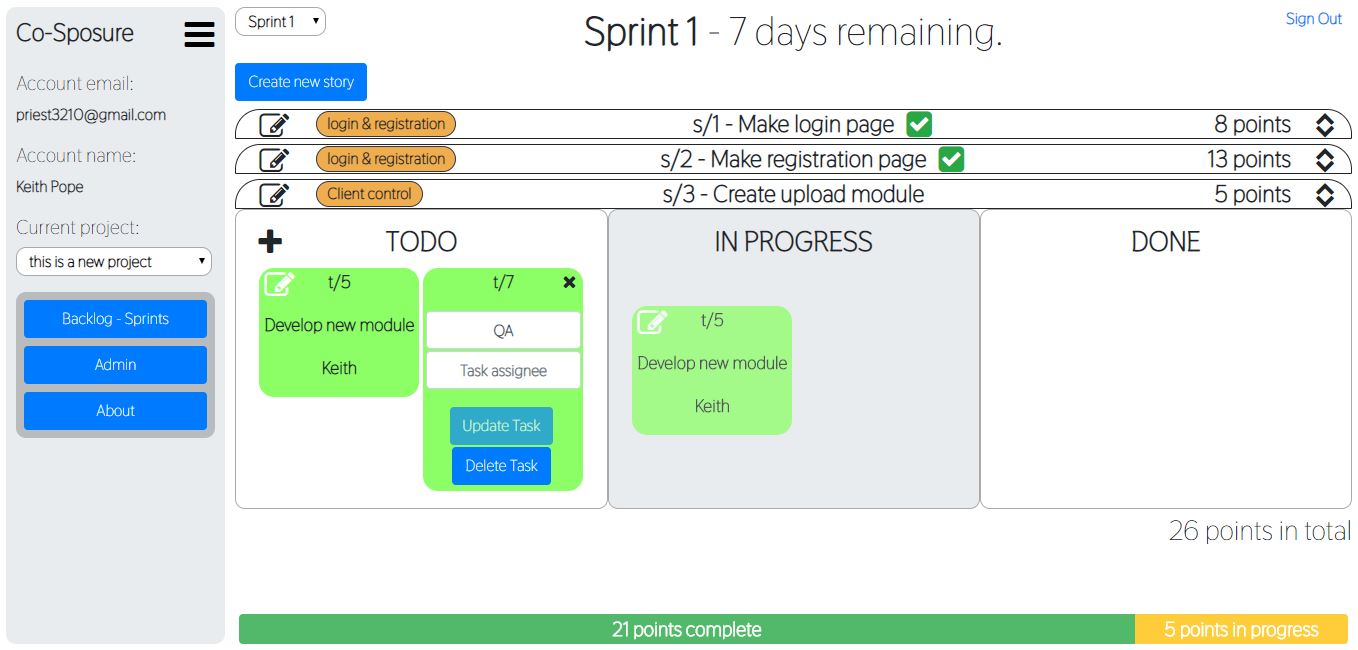 Co-Sposure
Account email:
priest3210@gmail.com
Account name:
Keith Pope
Current project:
this is a new project
Backlog - Sprints
Admin
About
Sprint 1
Sprint 1 - 7 days remaining.
Sign Out
Create new story
login & registration s/1 - Make login page 8 points
login & registration s/2 - Make registration page 13 points
Client control s/3 - Create upload module 5 points
TODO
t/5
Develop new module
Keith
t/7
QA
Task assignee
Update Task
Delete Task
IN PROGRESS
t/5
Develop new module
Keith
DONE
26 points in total
21 points complete
5 points in progress